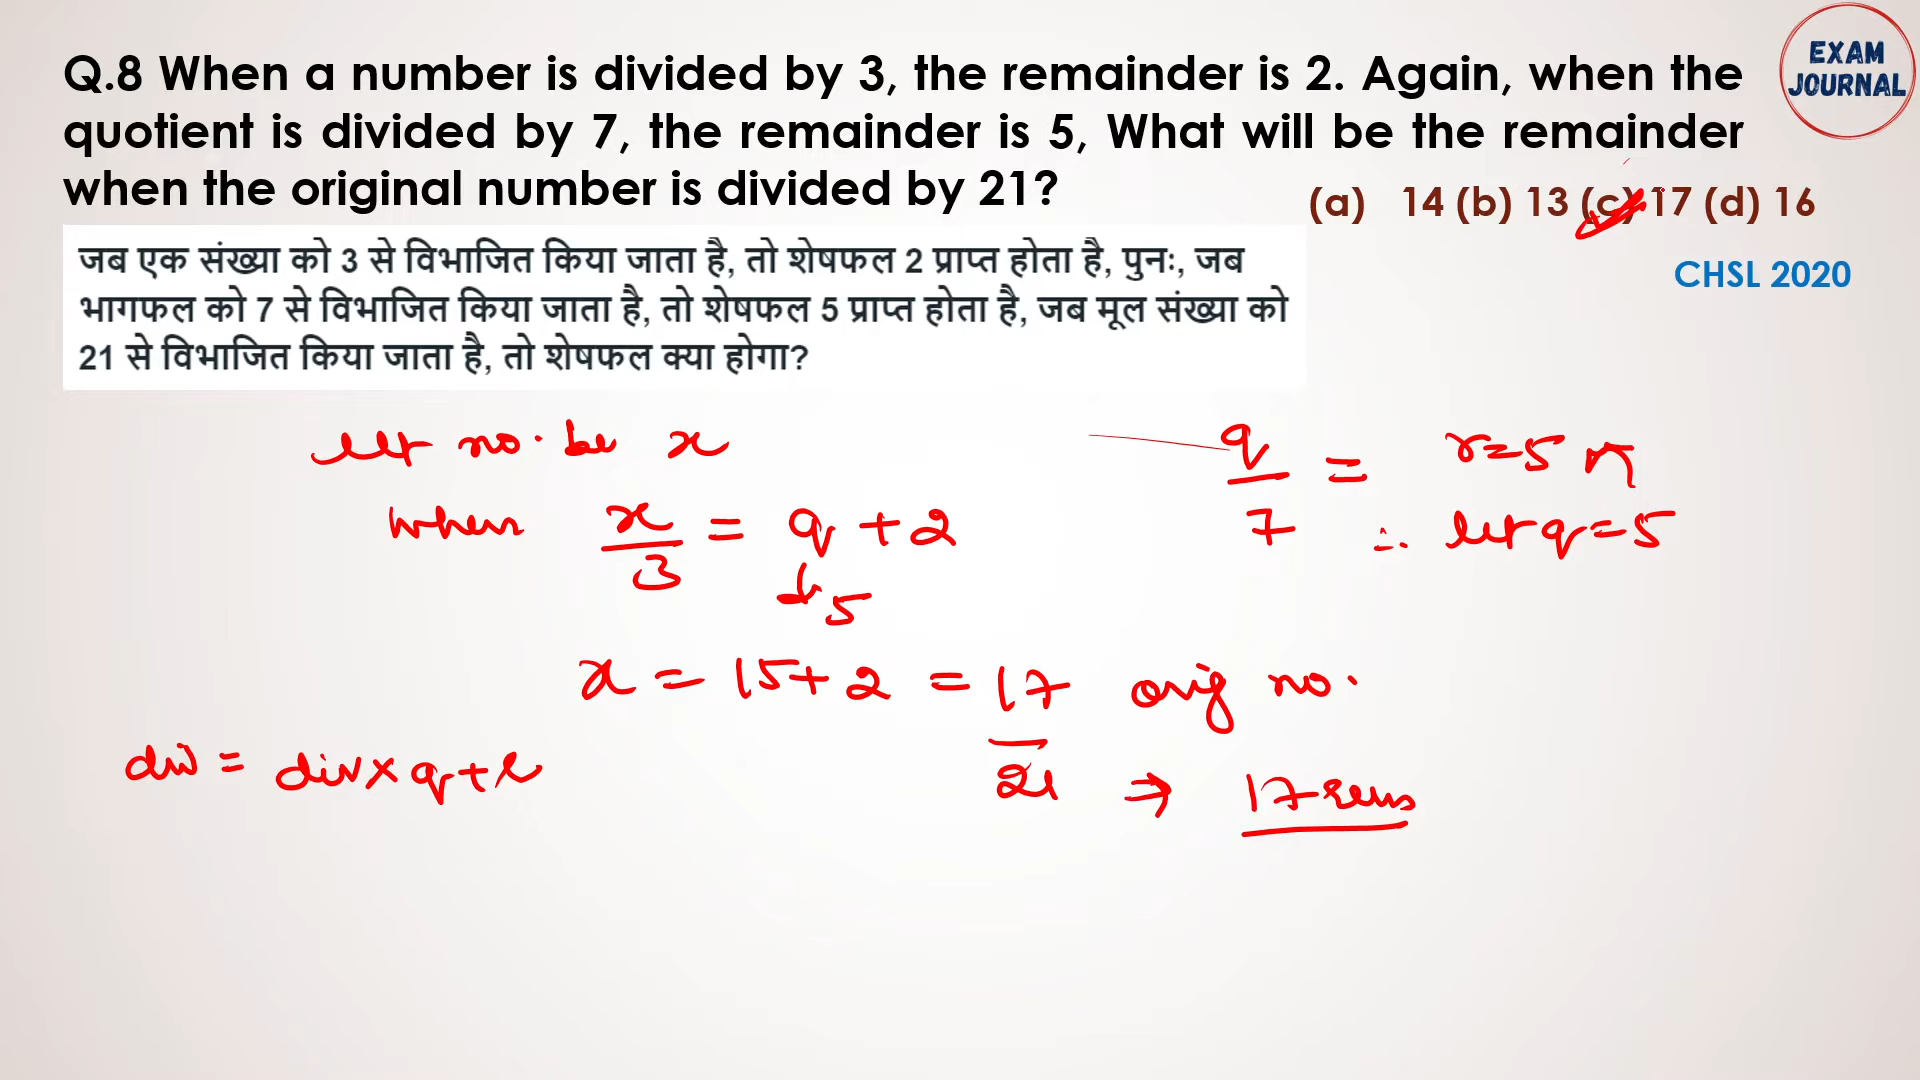 Q.8 When a number is divided by 3, the remainder is 2. Again, when the
quotient is divided by 7, the remainder is 5, What will be the remainder
when the original number is divided by 21?
(a) 14 (b) 13 (c) 17 (d) 16
EXAM
JOURNAL
CHSL 2020
जब एक संख्या को 3 से विभाजित किया जाता है, तो शेषफल 2 प्राप्त होता है, पुनः, जब
भागफल को 7 से विभाजित किया जाता है, तो शेषफल 5 प्राप्त होता है, जब मूल संख्या को
21 से विभाजित किया जाता है, तो शेषफल क्या होगा?
let no. be x
when x/3 = q + 2
5
q/7 = r=5
∴ let q=5
x = 15+2 = 17 orig no.
div = div x q + r
21 ⇒ 17 rem